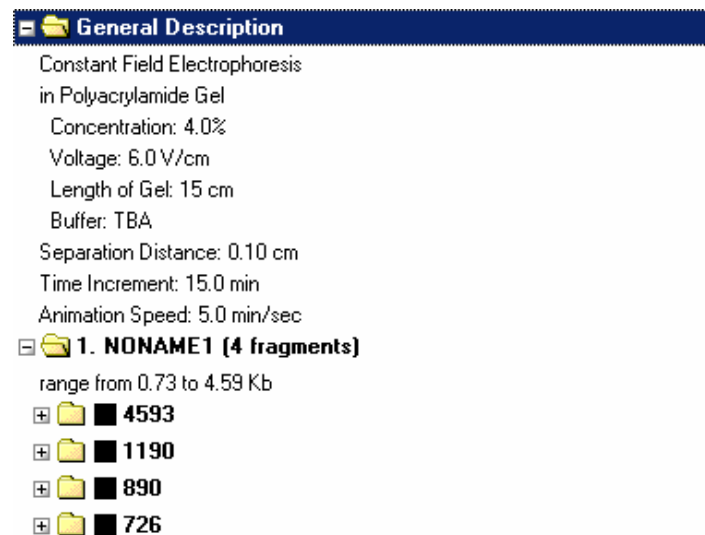 General Description
Constant Field Electrophoresis
in Polyacrylamide Gel
Concentration: 4.0%
Voltage: 6.0 V/cm
Length of Gel: 15 cm
Buffer: TBA
Separation Distance: 0.10 cm
Time Increment: 15.0 min
Animation Speed: 5.0 min/sec
1. NONAME1 (4 fragments)
range from 0.73 to 4.59 Kb
4593
1190
890
726